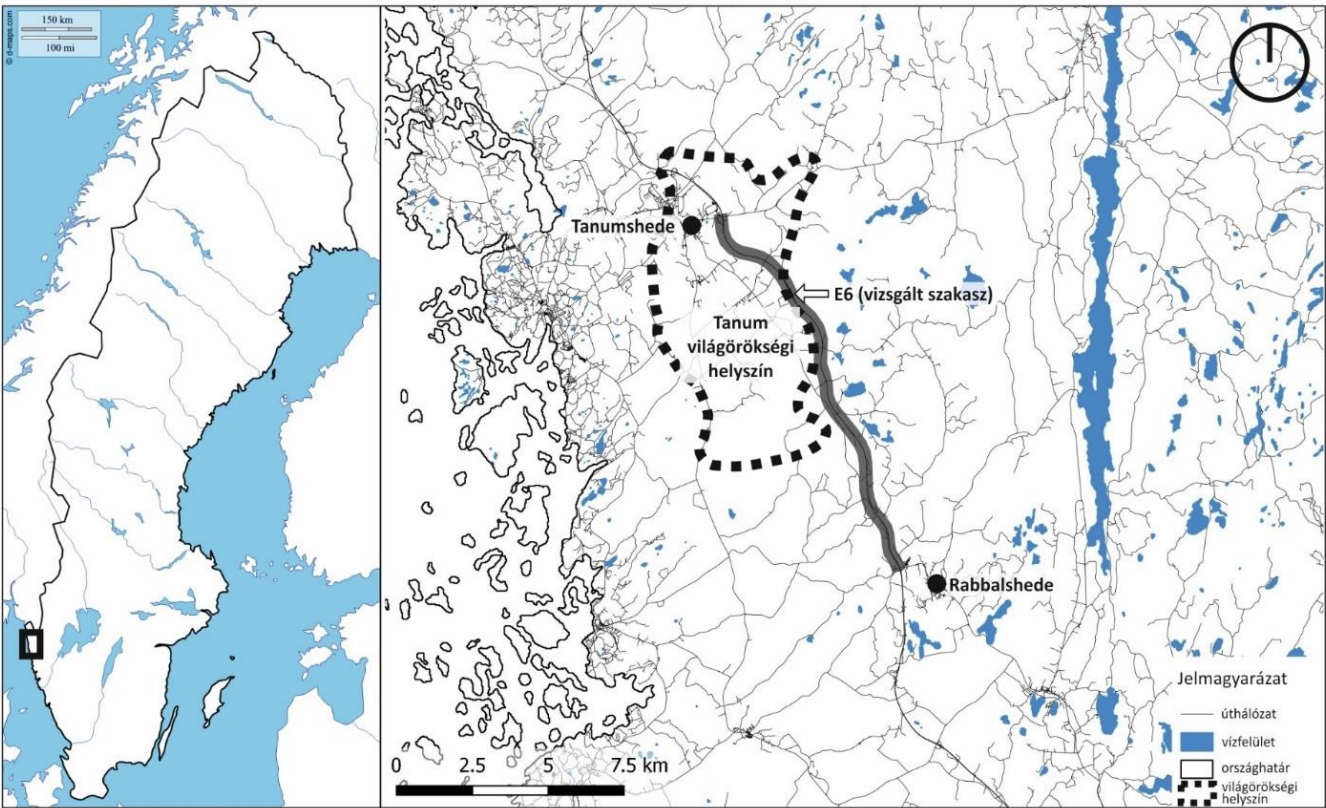 © d-maps.com
150 km
100 mi
Tanumshede
E6 (vizsgált szakasz)
Tanum
világörökségi
helyszín
Rabbalshede
Jelmagyarázat
úthálózat
vízfelület
országhatár
világörökségi
helyszín
0 2.5 5 7.5 km